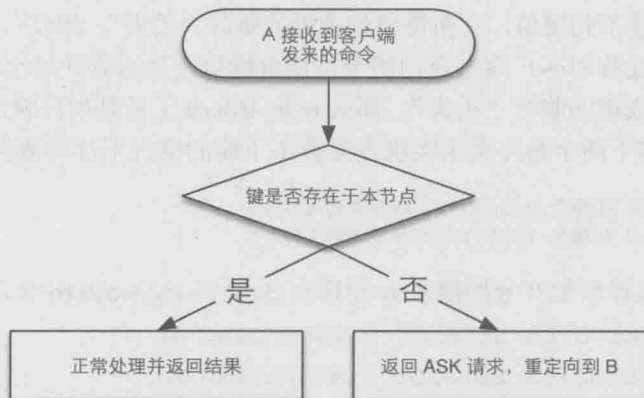 A 接收到客户端
发来的命令
键是否存在于本节点
是
否
正常处理并返回结果
返回 ASK 请求，重定向到 B